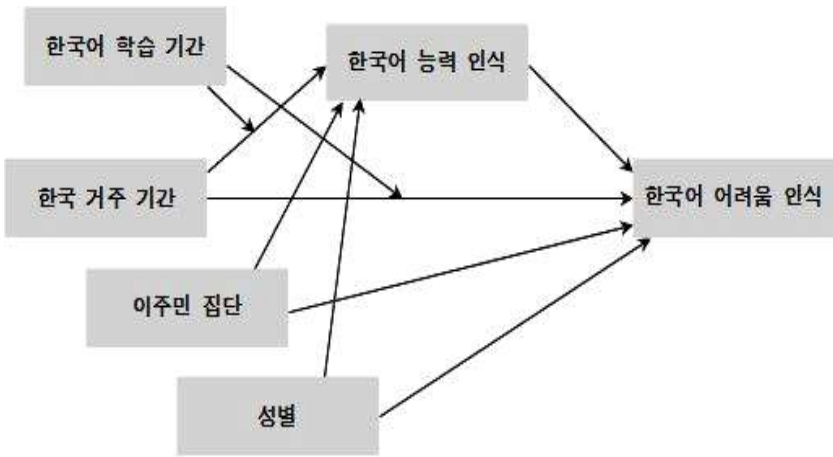 한국어 학습 기간
한국어 능력 인식
한국 거주 기간
한국어 어려움 인식
이주민 집단
성별